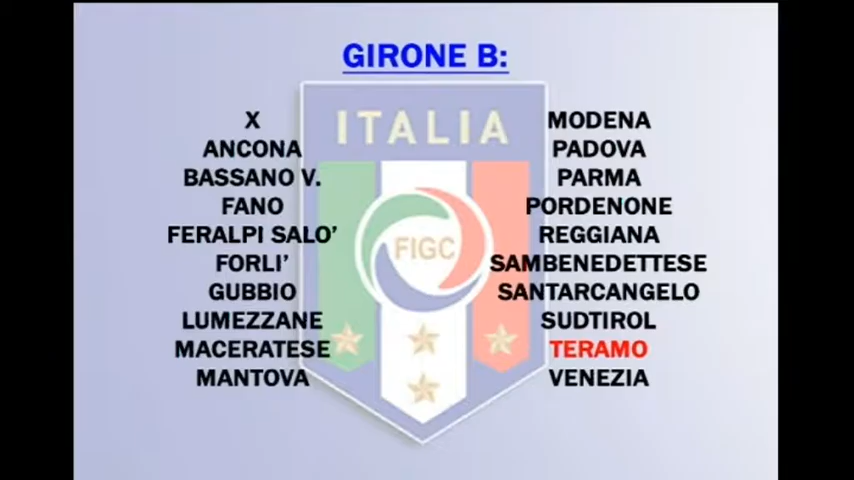 GIRONE B:
ITALIA
FIGC
X
ANCONA
BASSANO V.
FANO
FERALPI SALO’
FORLI’
GUBBIO
LUMEZZANE
MACERATESE
MANTOVA
MODENA
PADOVA
PARMA
PORDENONE
REGGIANA
SAMBENEDETTESE
SANTARCANGELO
SUDTIROL
TERAMO
VENEZIA